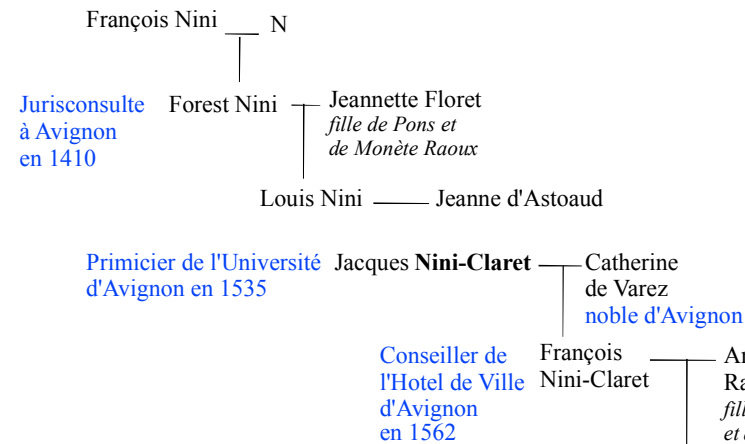 François Nini N
Jurisconsulte Forest Nini Jeannette Floret
à Avignon fille de Pons et
en 1410 de Monète Raoux
Louis Nini Jeanne d'Astoaud
Primicier de l'Université Jacques Nini-Claret Catherine
d'Avignon en 1535 de Varez
noble d'Avignon
Conseiller de François
l'Hotel de Ville Nini-Claret
d'Avignon
en 1562 et